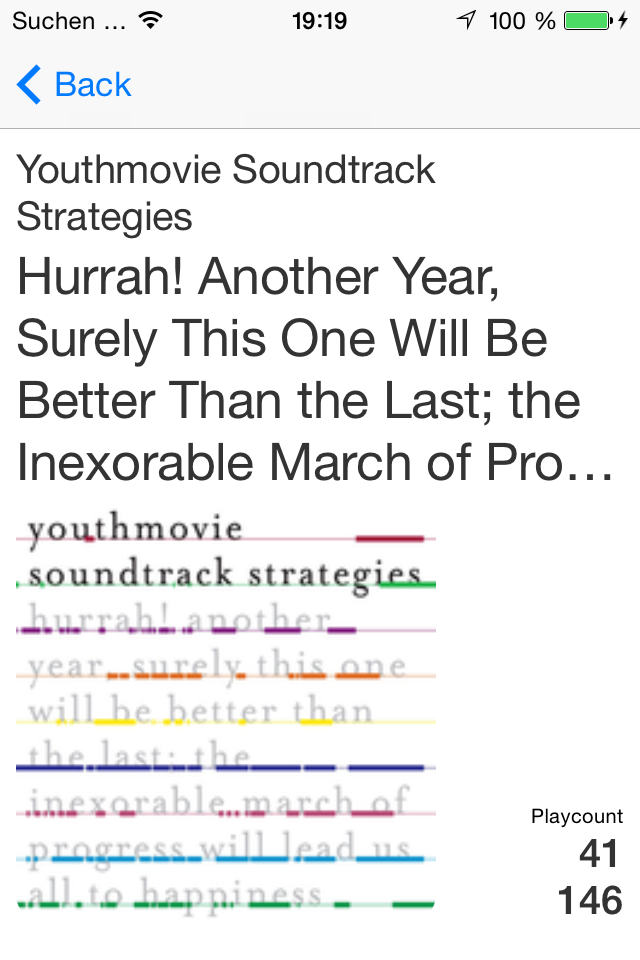 Suchen ... 19:19 100 %
Back
Youthmovie Soundtrack
Strategies
Hurrah! Another Year,
Surely This One Will Be
Better Than the Last; the
Inexorable March of Pro…
youthmovie
soundtrack strategies
hurrah! another
year, surely this one
will be better than
the last; the
inexorable march of
progress will lead us
all to happiness
Playcount
41
146